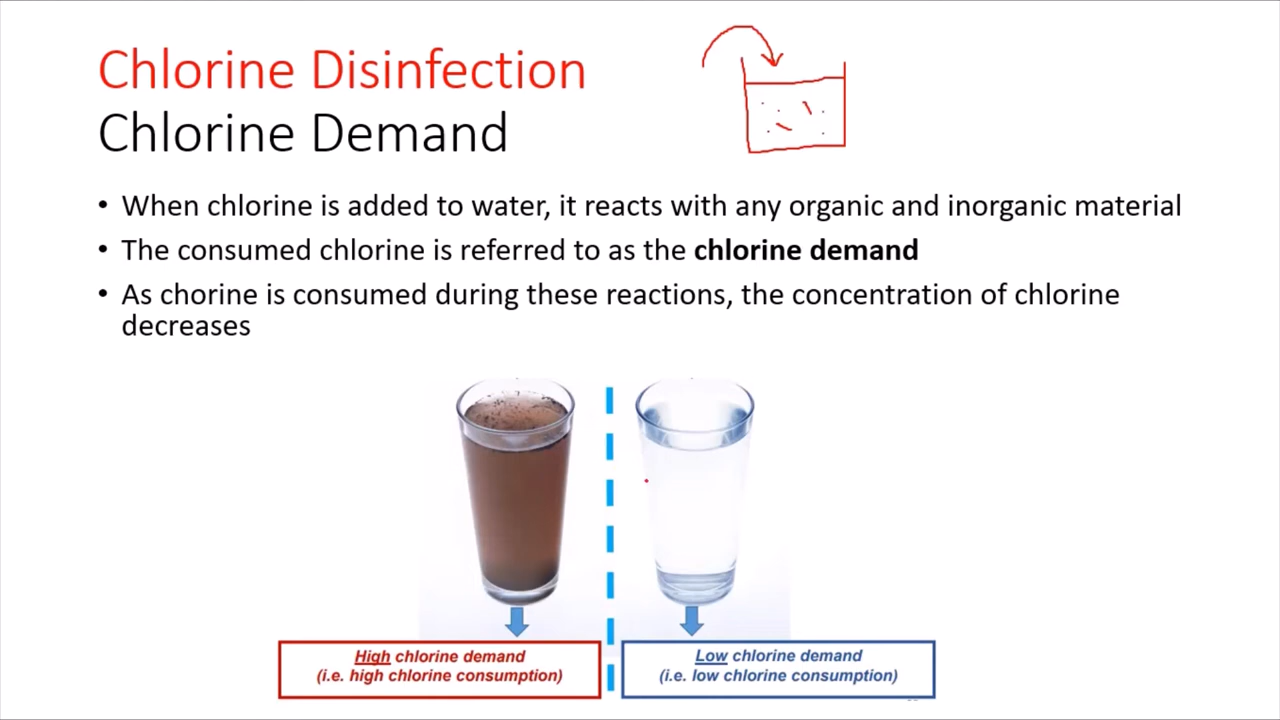 Chlorine Disinfection
Chlorine Demand
• When chlorine is added to water, it reacts with any organic and inorganic material
• The consumed chlorine is referred to as the chlorine demand
• As chorine is consumed during these reactions, the concentration of chlorine
decreases
High chlorine demand
(i.e. high chlorine consumption)
Low chlorine demand
(i.e. low chlorine consumption)